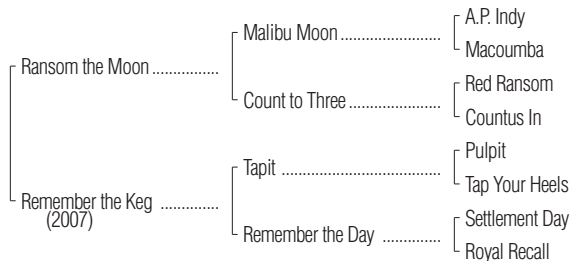 A.P. Indy
Malibu Moon ........................
Macoumba
Ransom the Moon ................
Red Ransom
Count to Three ......................
Countus In
Pulpit
Tapit ......................................
Tap Your Heels
Remember the Keg ..............
(2007)
Settlement Day
Remember the Day ..............
Royal Recall